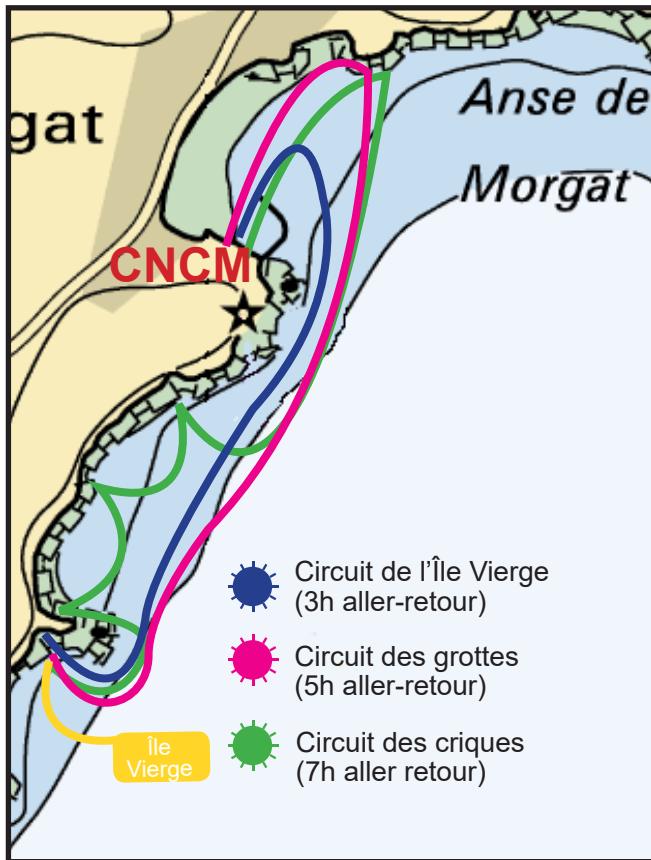 gat
Anse de
Morgat
CNCM
Circuit de l’Île Vierge
(3h aller-retour)
Circuit des grottes
(5h aller-retour)
Circuit des criques
(7h aller retour)
Île
Vierge